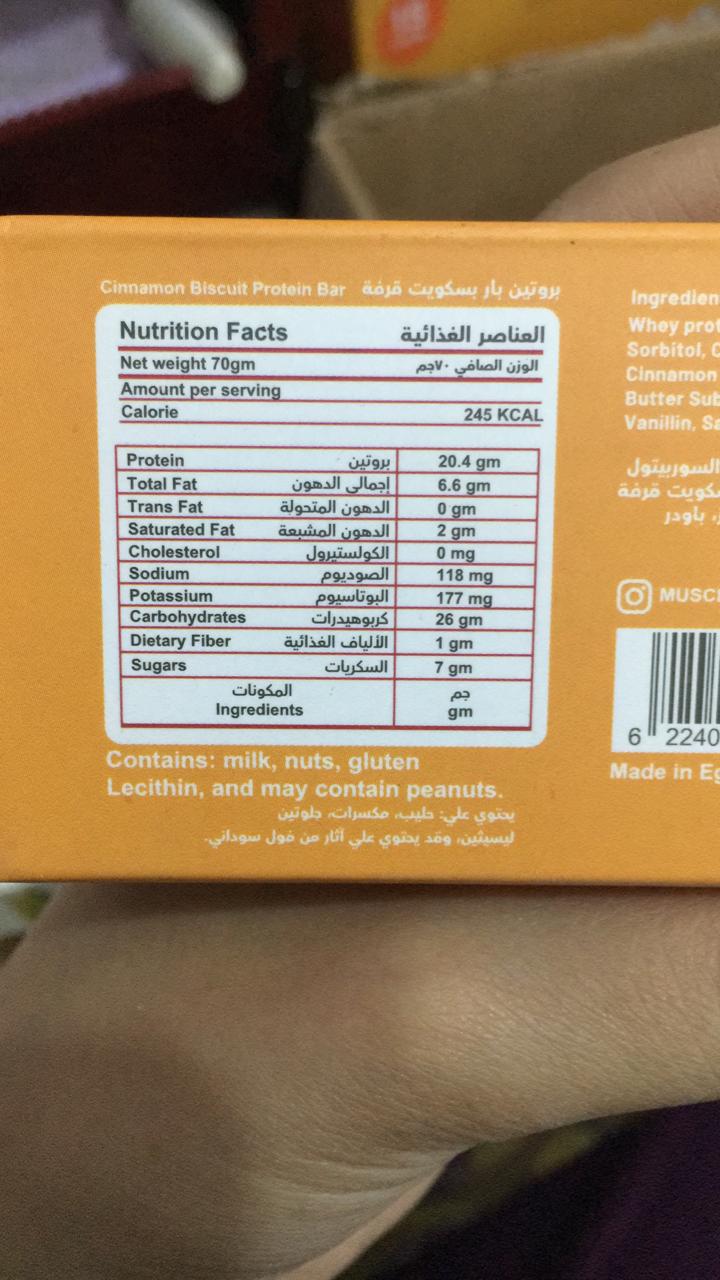 Cinnamon Biscuit Protein Bar بروتين بار بسكويت قرفة
Nutrition Facts العناصر الغذائية
Net weight 70gm الوزن الصافي ٧٠جم
Amount per serving
Calorie 245 KCAL
Protein بروتين 20.4 gm
Total Fat إجمالى الدهون 6.6 gm
Trans Fat الدهون المتحولة 0 gm
Saturated Fat الدهون المشبعة 2 gm
Cholesterol الكولستيرول 0 mg
Sodium الصوديوم 118 mg
Potassium البوتاسيوم 177 mg
Carbohydrates كربوهيدرات 26 gm
Dietary Fiber الألياف الغذائية 1 gm
Sugars السكريات 7 gm
المكونات جم
Ingredients gm
Contains: milk, nuts, gluten
Lecithin, and may contain peanuts.
يحتوي علي: حليب، مكسرات، جلوتين
ليسيثين، وقد يحتوي علي آثار من فول سوداني.
Ingredien
Whey prot
Sorbitol, C
Cinnamon
Butter Sub
Vanillin, Sa
السوربيتول
قرفة
باودر
MUSC
6 2240
Made in Eg